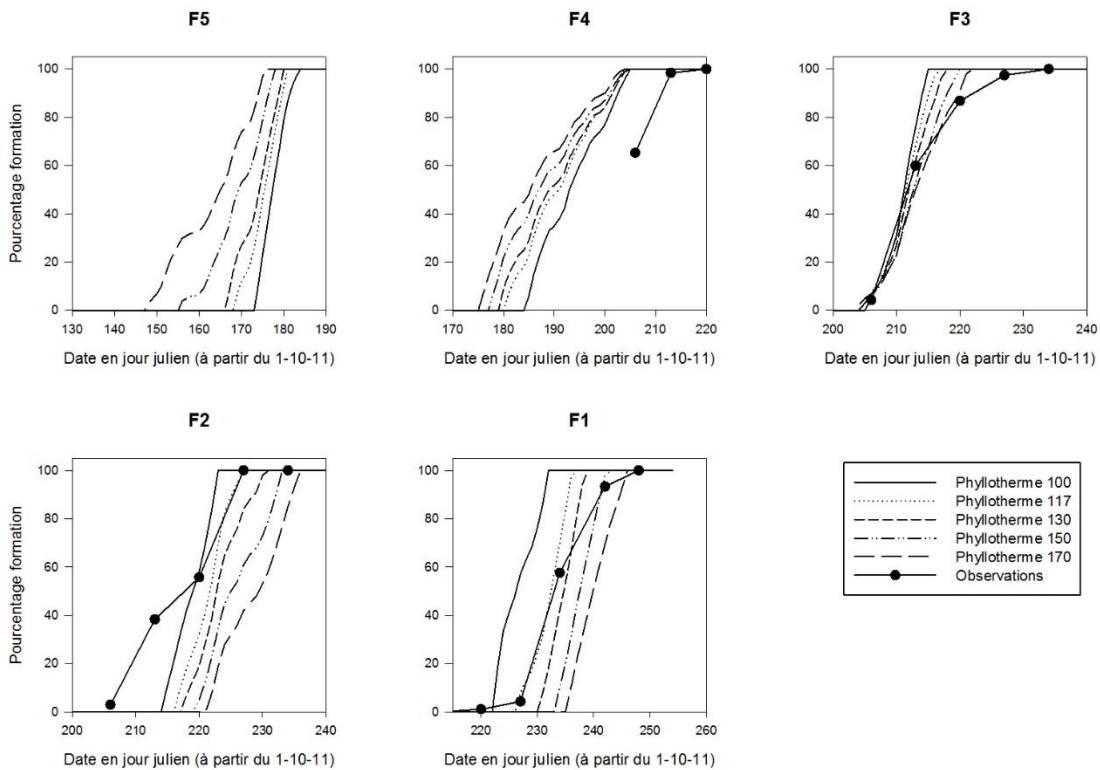 F5
F4
F3
Pourcentage formation
100
80
60
40
20
0
130 140 150 160 170 180 190
Date en jour julien (à partir du 1-10-11)
100
80
60
40
20
0
170 180 190 200 210 220
Date en jour julien (à partir du 1-10-11)
100
80
60
40
20
0
200 210 220 230 240
Date en jour julien (à partir du 1-10-11)
F2
F1
Pourcentage formation
100
80
60
40
20
0
200 210 220 230 240
Date en jour julien (à partir du 1-10-11)
100
80
60
40
20
0
220 230 240 250 260
Date en jour julien (à partir du 1-10-11)
Phyllotherme 100
Phyllotherme 117
Phyllotherme 130
Phyllotherme 150
Phyllotherme 170
Observations